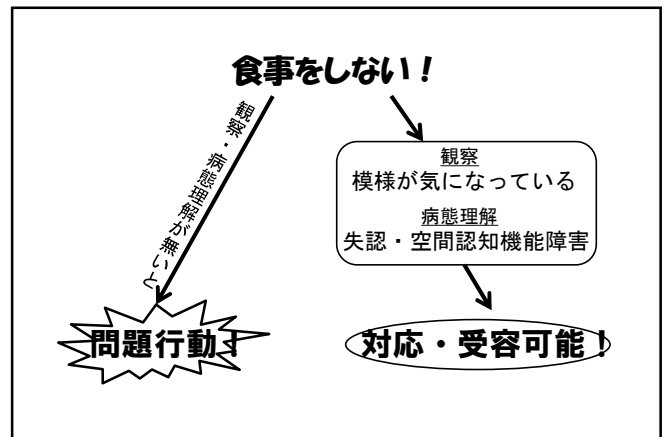 食事をしない！
観察・病態理解が無いと
観察
模様が気になっている
病態理解
失認・空間認知機能障害
問題行動！
対応・受容可能！